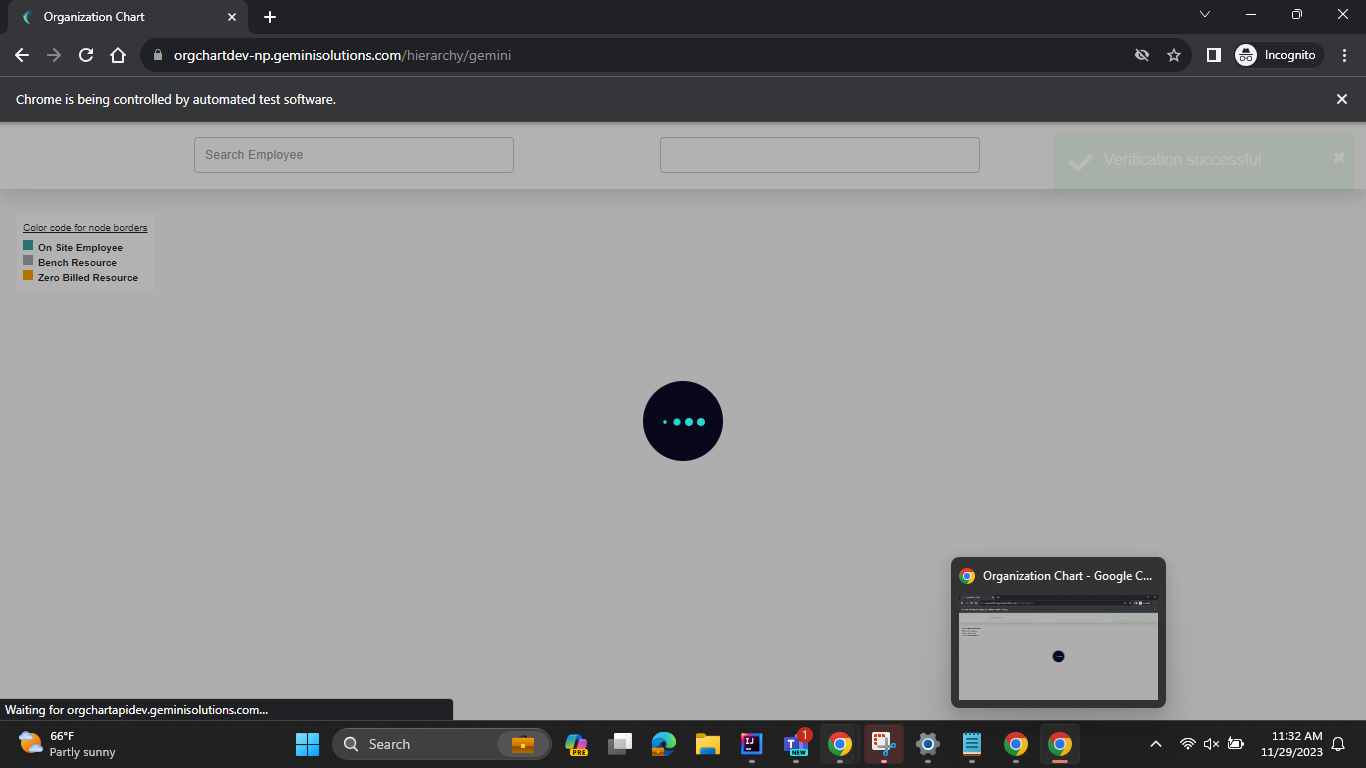 Organization Chart
orgchartdev-np.geminisolutions.com/hierarchy/gemini
Incognito
Chrome is being controlled by automated test software.
Search Employee
Verification successful
Color code for node borders
On Site Employee
Bench Resource
Zero Billed Resource
Organization Chart - Google C...
Waiting for orgchartapidev.geminisolutions.com...
66°F
Partly sunny
Search
PRE
IJ
T
1
NEW
11:32 AM
11/29/2023